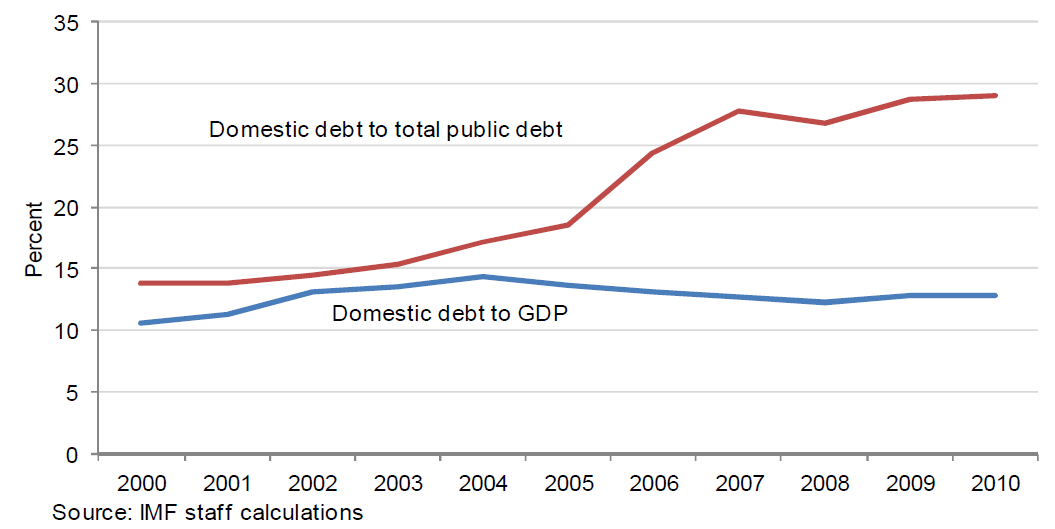 35
30
Domestic debt to total public debt
25
20
Percent
15
Domestic debt to GDP
10
5
0
2000 2001 2002 2003 2004 2005 2006 2007 2008 2009 2010
Source: IMF staff calculations